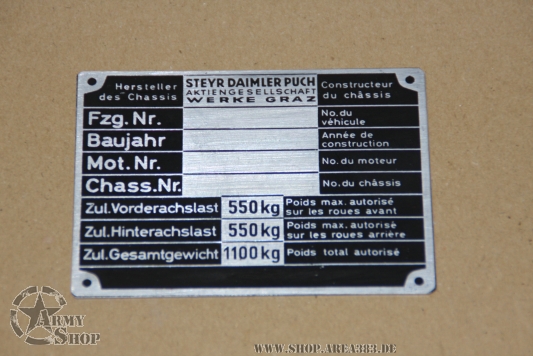 Hersteller des Chassis
STEYR DAIMLER PUCH
AKTIENGESELLSCHAFT
WERKE GRAZ
Constructeur du châssis
Fzg. Nr. No. du véhicule
Baujahr Année de construction
Mot. Nr. No. du moteur
Chass. Nr. No. du châssis
Zul. Vorderachslast 550 kg Poids max. autorisé sur les roues avant
Zul. Hinterachslast 550 kg Poids max. autorisé sur les roues arrière
Zul. Gesamtgewicht 1100 kg Poids total autorisé
ARMY SHOP
WWW.SHOP.AREA383.DE